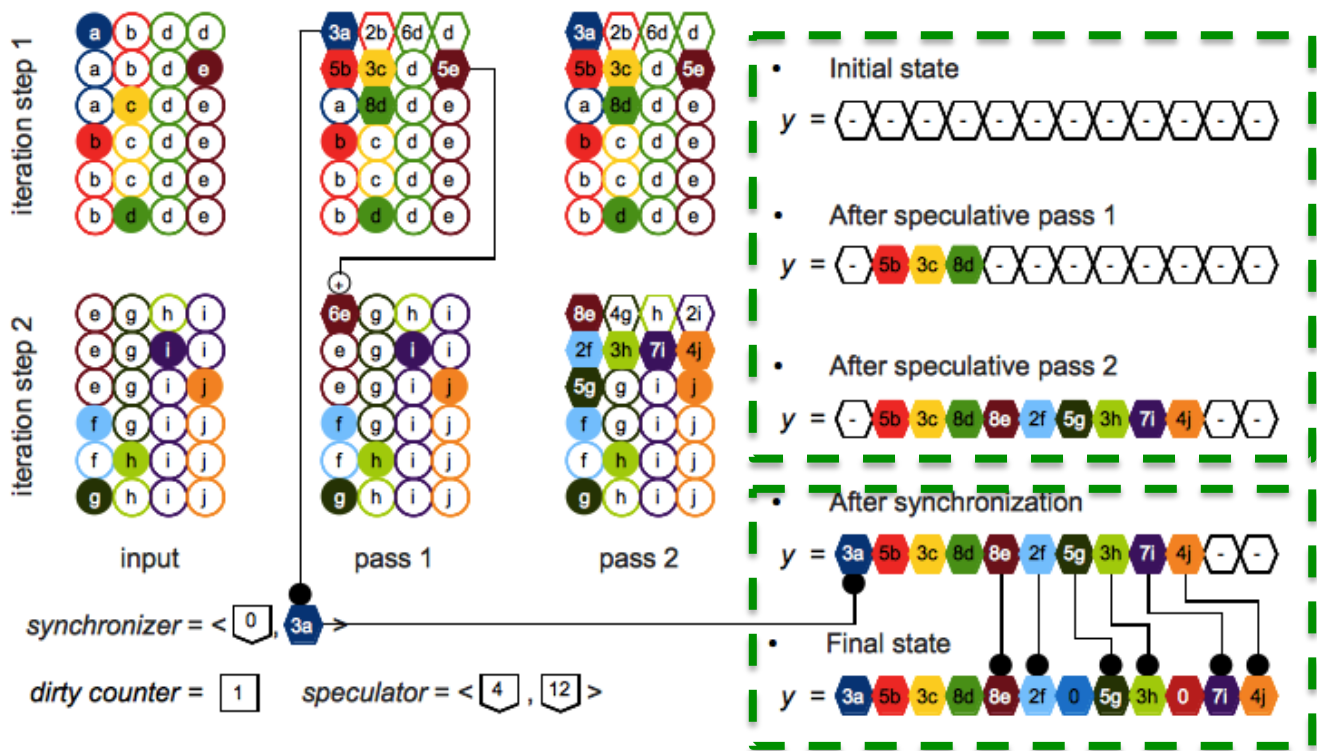 iteration step 1
a b d d
a b d e
a c d e
b c d e
b c d e
b d d e
3a 2b 6d d
5b 3c d 5e
a 8d d e
b c d e
b c d e
b d d e
3a 2b 6d d
5b 3c d 5e
a 8d d e
b c d e
b c d e
b d d e
+
iteration step 2
e g h i
e g i i
e g i j
f g i j
f h i j
g h i j
6e g h i
e g i i
e g i j
f g i j
f h i j
g h i j
8e 4g h 2i
2f 3h 7i 4j
5g g i j
f g i j
f h i j
g h i j
input
pass 1
pass 2
synchronizer = < 0 , 3a >
dirty counter = 1
speculator = < 4 , 12 >
• Initial state
y = - - - - - - - - - - - -
• After speculative pass 1
y = - 5b 3c 8d - - - - - - - -
• After speculative pass 2
y = - 5b 3c 8d 8e 2f 5g 3h 7i 4j - -
• After synchronization
y = 3a 5b 3c 8d 8e 2f 5g 3h 7i 4j - -
• Final state
y = 3a 5b 3c 8d 8e 2f 0 5g 3h 0 7i 4j